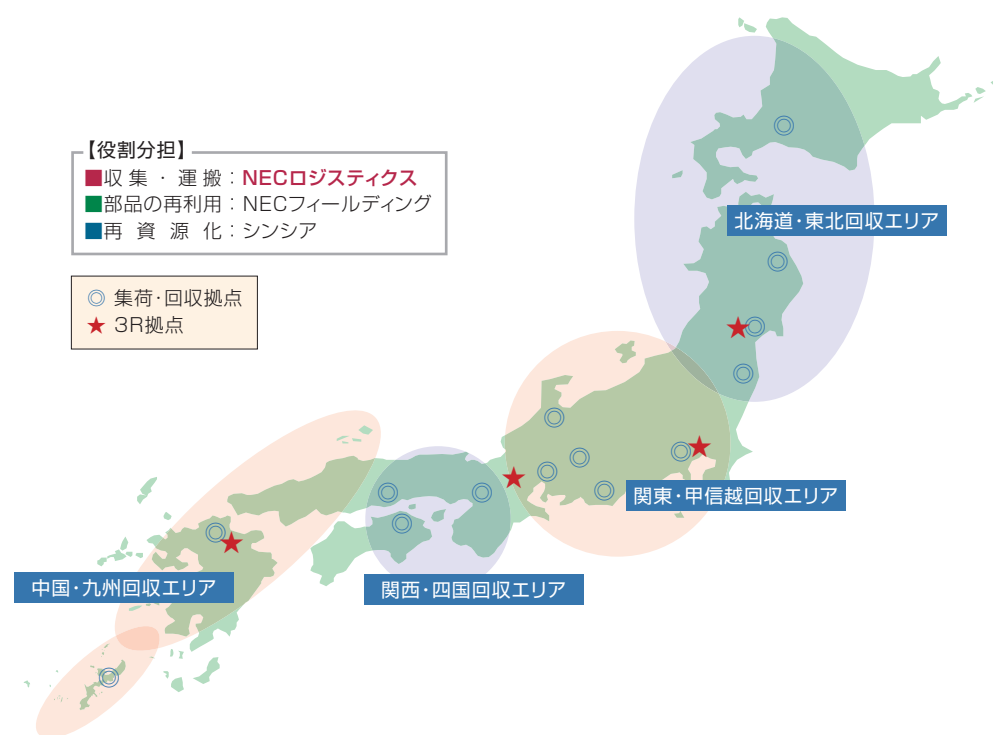 【役割分担】
■収集・運搬：NECロジスティクス
■部品の再利用：NECフィールディング
■再資源化：シンシア
◎ 集荷・回収拠点
★ 3R拠点
北海道・東北回収エリア
関東・甲信越回収エリア
中国・九州回収エリア
関西・四国回収エリア